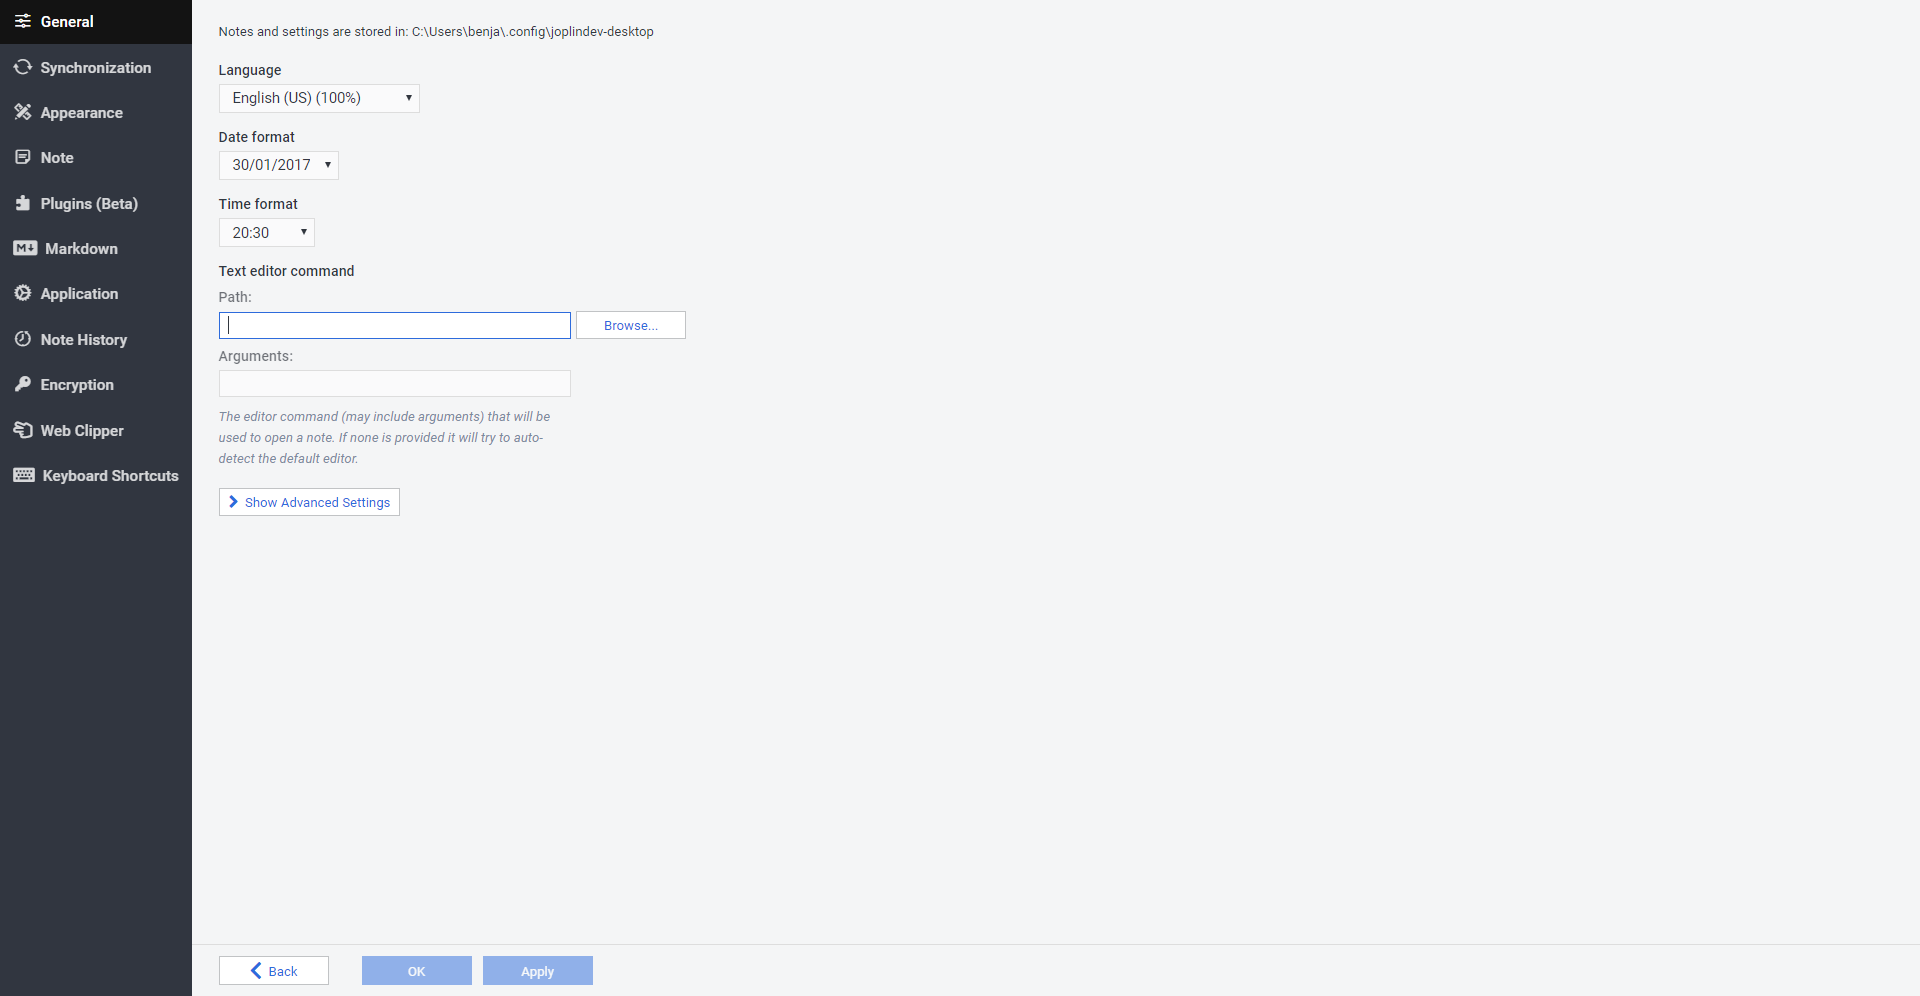 General
Synchronization
Appearance
Note
Plugins (Beta)
Markdown
Application
Note History
Encryption
Web Clipper
Keyboard Shortcuts
Notes and settings are stored in: C:\Users\benja\.config\joplindev-desktop
Language
English (US) (100%)
Date format
30/01/2017
Time format
20:30
Text editor command
Path:
Browse...
Arguments:
The editor command (may include arguments) that will be
used to open a note. If none is provided it will try to auto-
detect the default editor.
Show Advanced Settings
Back
OK
Apply